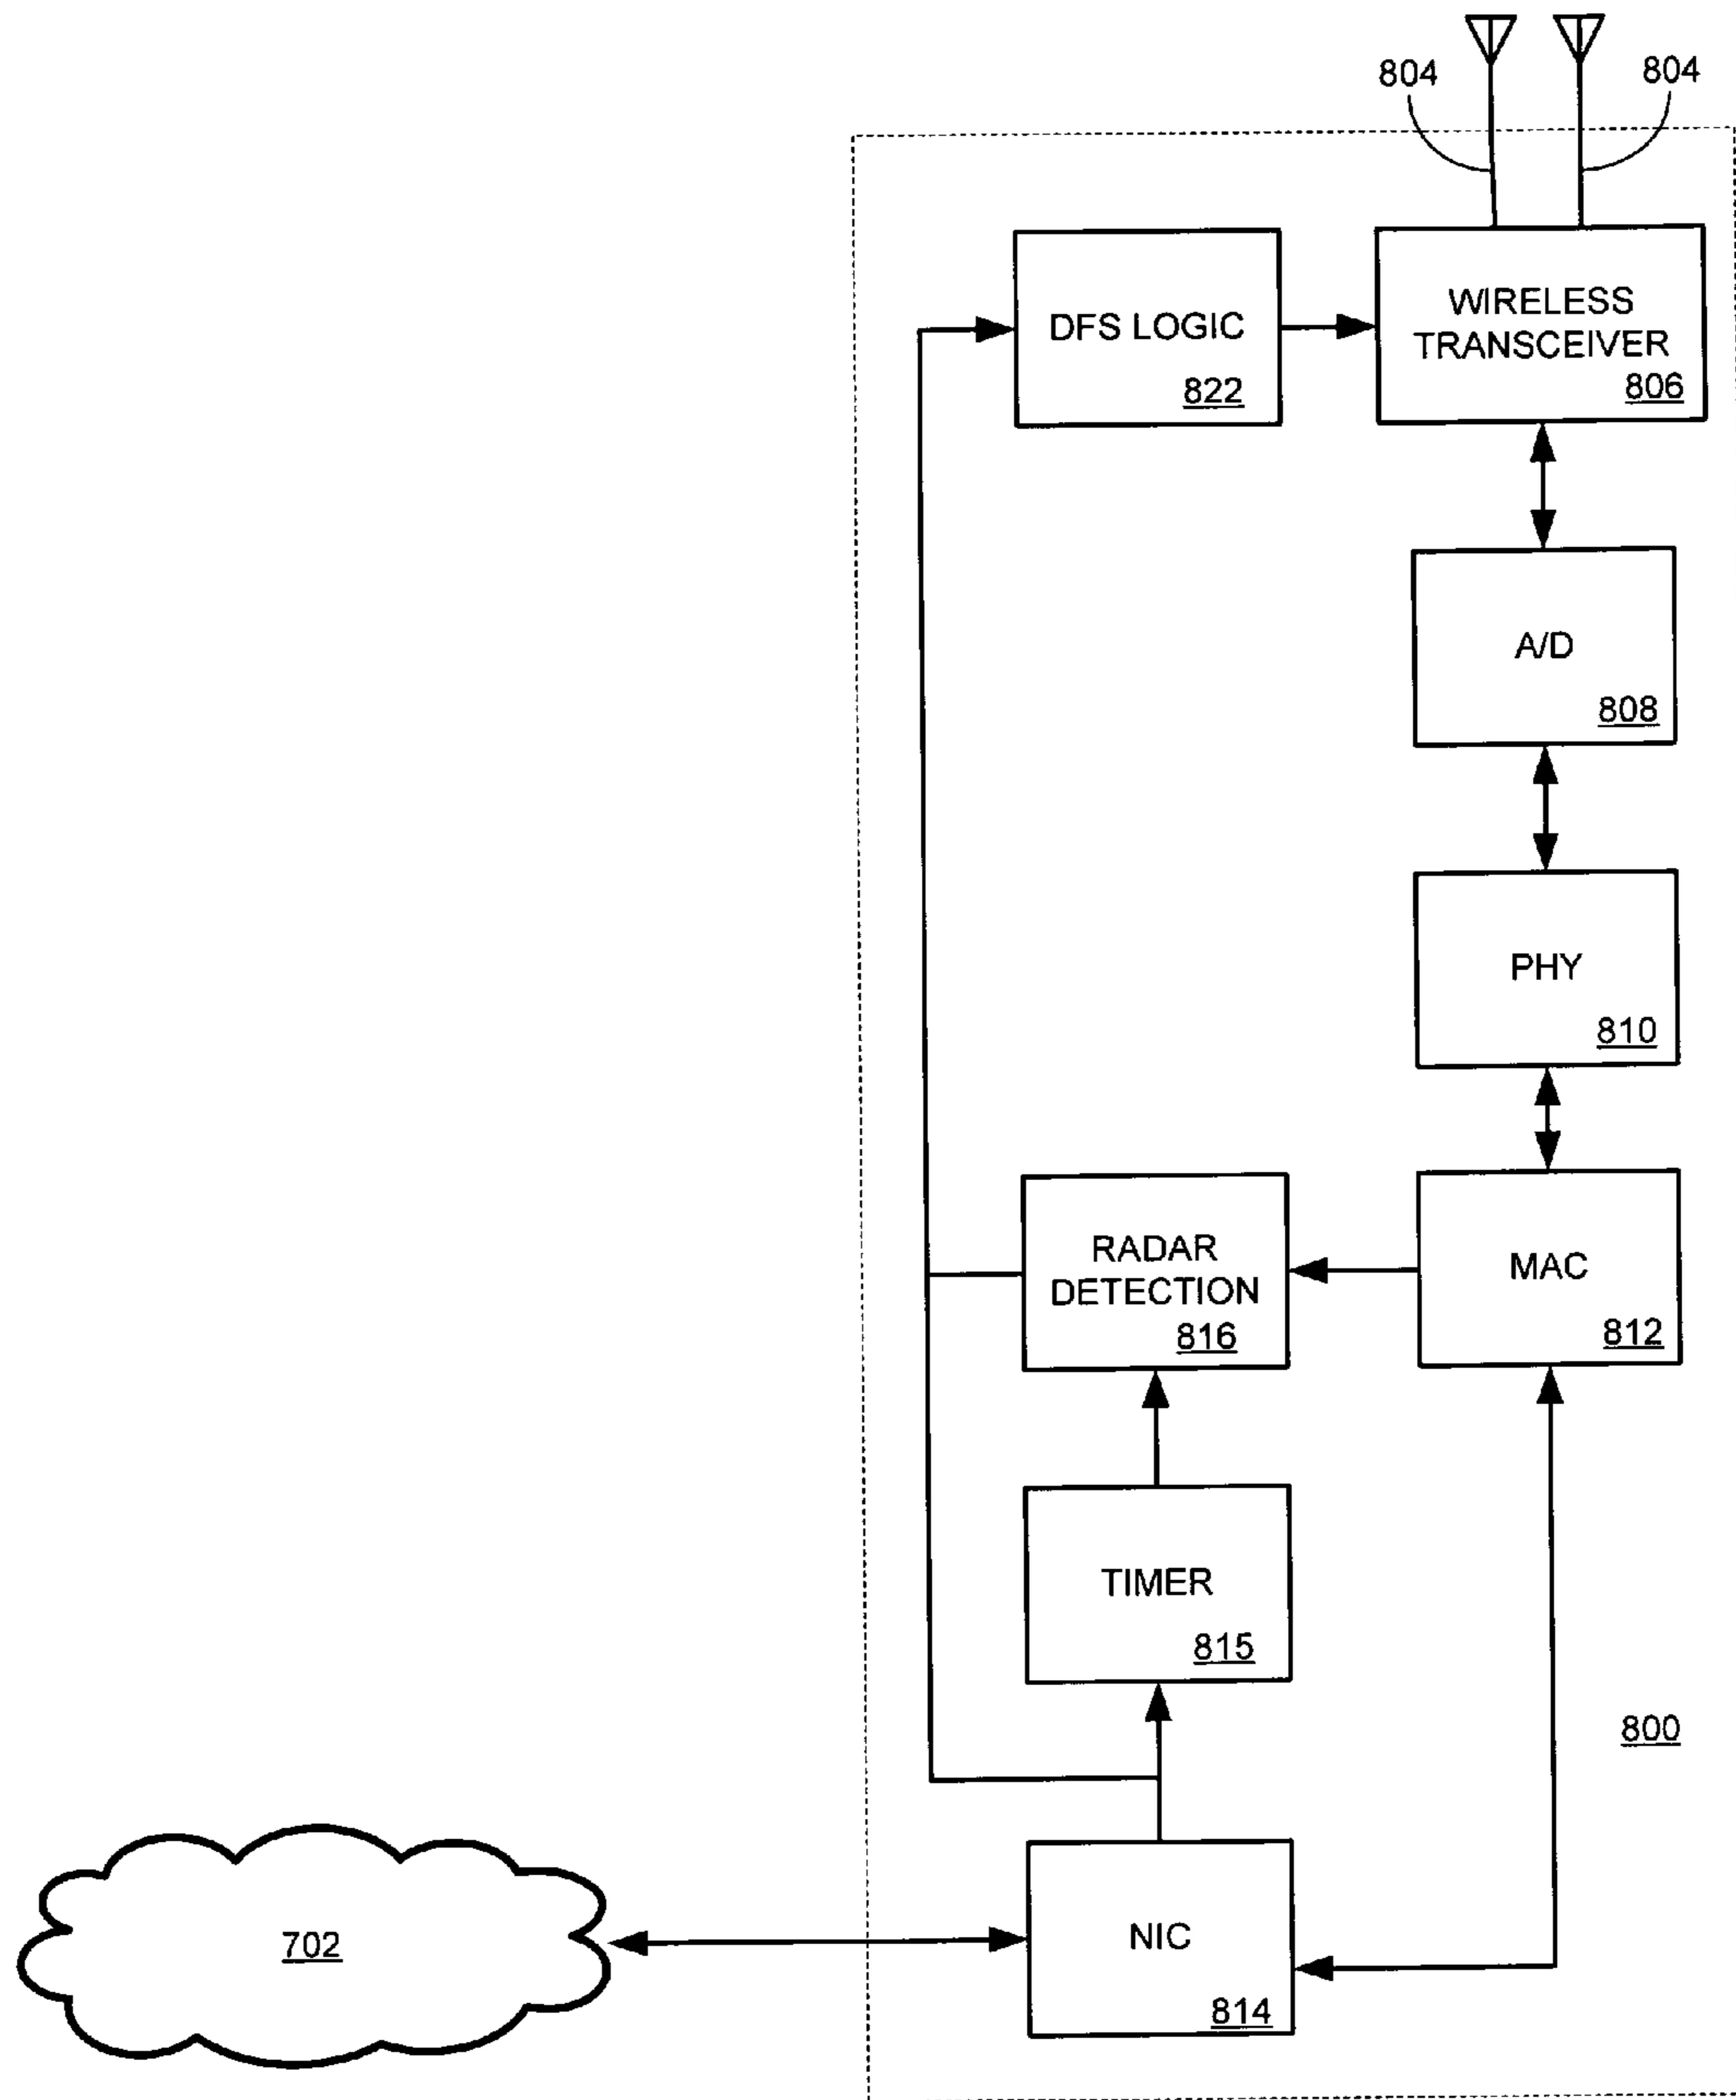 804
804
DFS LOGIC
822
WIRELESS
TRANSCEIVER
806
A/D
808
PHY
810
RADAR
DETECTION
816
MAC
812
TIMER
815
800
702
NIC
814